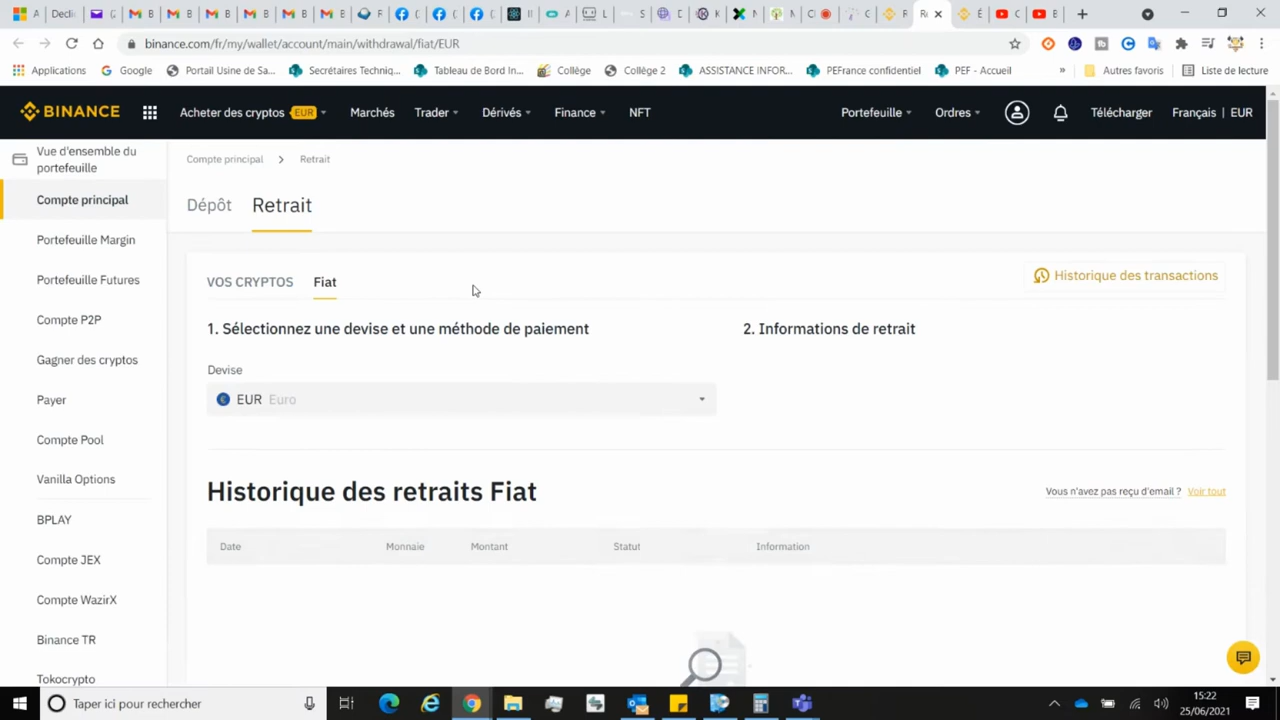 A
Decli
G
B
B
B
B
B
B
R
(
(
(
A
L
S
D
K
N
C
C
R
Re
É
C
B
binance.com/fr/my/wallet/account/main/withdrawal/fiat/EUR
Applications
Google
Portail Usine de Sa...
Secrétaires Techniq...
Tableau de Bord In...
Collège
Collège 2
ASSISTANCE INFOR...
PEFrance confidentiel
PEF - Accueil
»
Autres favoris
Liste de lecture
BINANCE
Acheter des cryptos EUR
Marchés
Trader
Dérivés
Finance
NFT
Portefeuille
Ordres
Télécharger
Français | EUR
Vue d'ensemble du
portefeuille
Compte principal
Portefeuille Margin
Portefeuille Futures
Compte P2P
Gagner des cryptos
Payer
Compte Pool
Vanilla Options
BPLAY
Compte JEX
Compte WazirX
Binance TR
Tokocrypto
Compte principal > Retrait
Dépôt Retrait
VOS CRYPTOS Fiat
Historique des transactions
1. Sélectionnez une devise et une méthode de paiement
2. Informations de retrait
Devise
EUR Euro
Historique des retraits Fiat
Vous n'avez pas reçu d'email ? Voir tout
Date Monnaie Montant Statut Information
Taper ici pour rechercher
15:22
25/06/2021